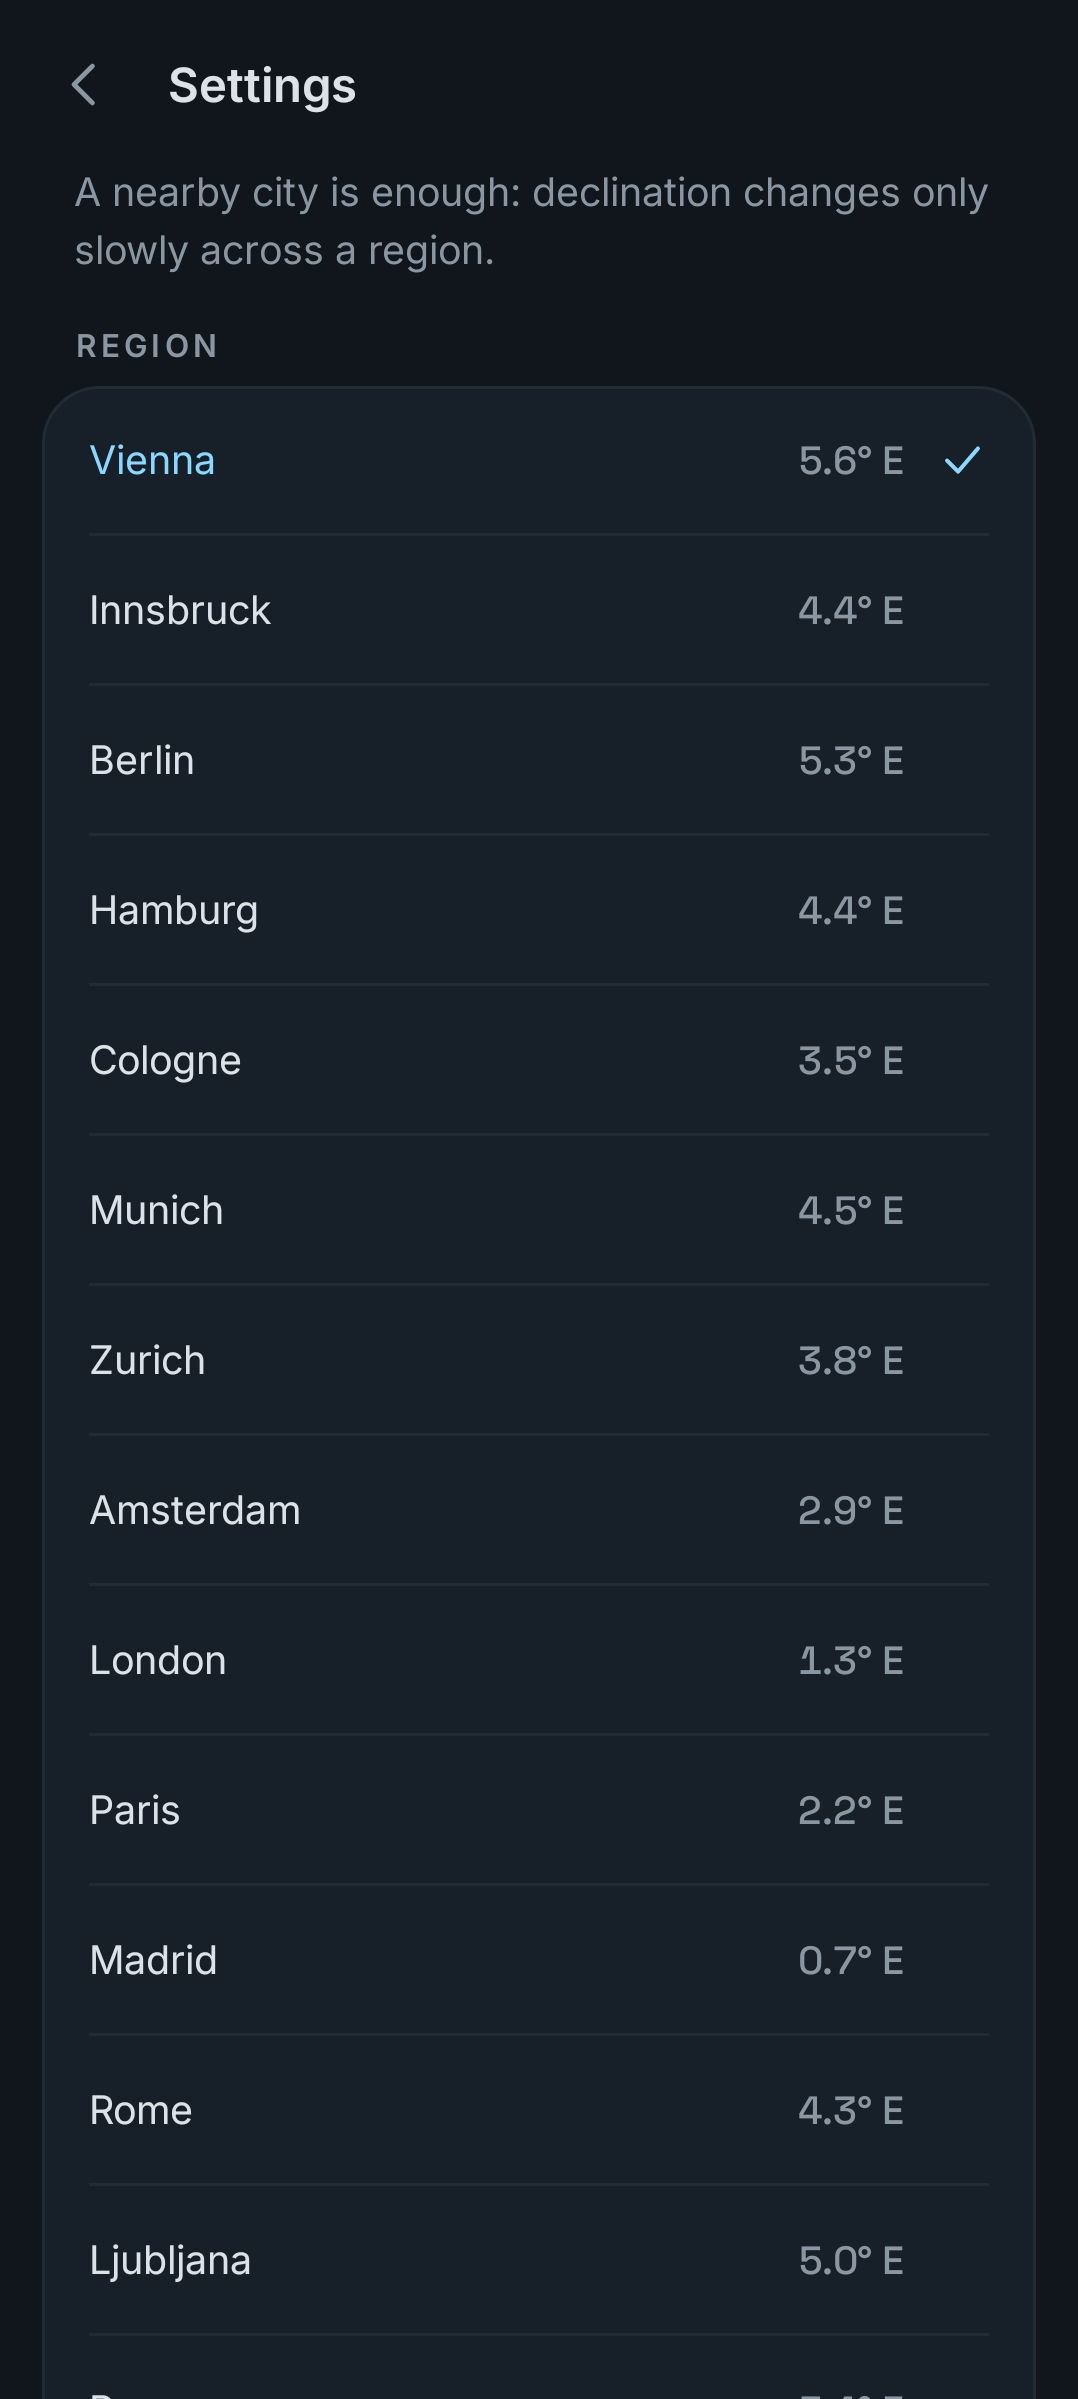 Settings
A nearby city is enough: declination changes only
slowly across a region.
REGION
Vienna 5.6° E
Innsbruck 4.4° E
Berlin 5.3° E
Hamburg 4.4° E
Cologne 3.5° E
Munich 4.5° E
Zurich 3.8° E
Amsterdam 2.9° E
London 1.3° E
Paris 2.2° E
Madrid 0.7° E
Rome 4.3° E
Ljubljana 5.0° E